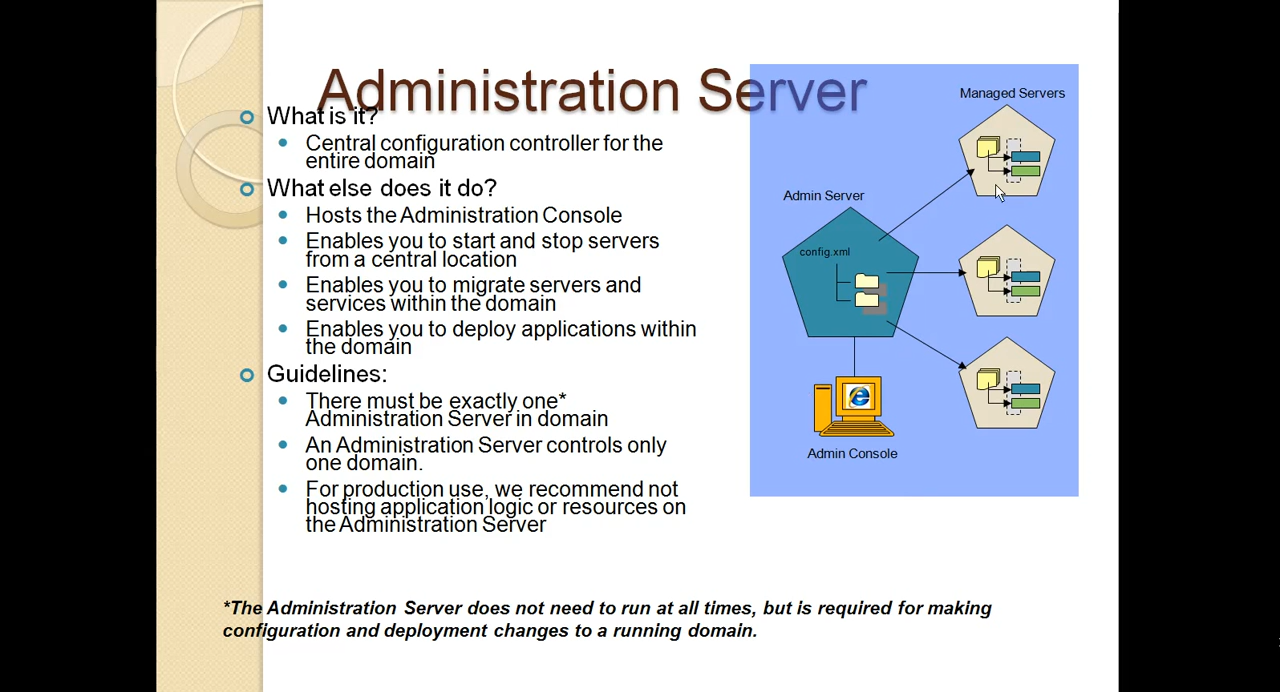 Administration Server
What is it?
Central configuration controller for the
entire domain
What else does it do?
Hosts the Administration Console
Enables you to start and stop servers
from a central location
Enables you to migrate servers and
services within the domain
Enables you to deploy applications within
the domain
Guidelines:
There must be exactly one*
Administration Server in domain
An Administration Server controls only
one domain.
For production use, we recommend not
hosting application logic or resources on
the Administration Server
Managed Servers
Admin Server
config.xml
Admin Console
*The Administration Server does not need to run at all times, but is required for making
configuration and deployment changes to a running domain.